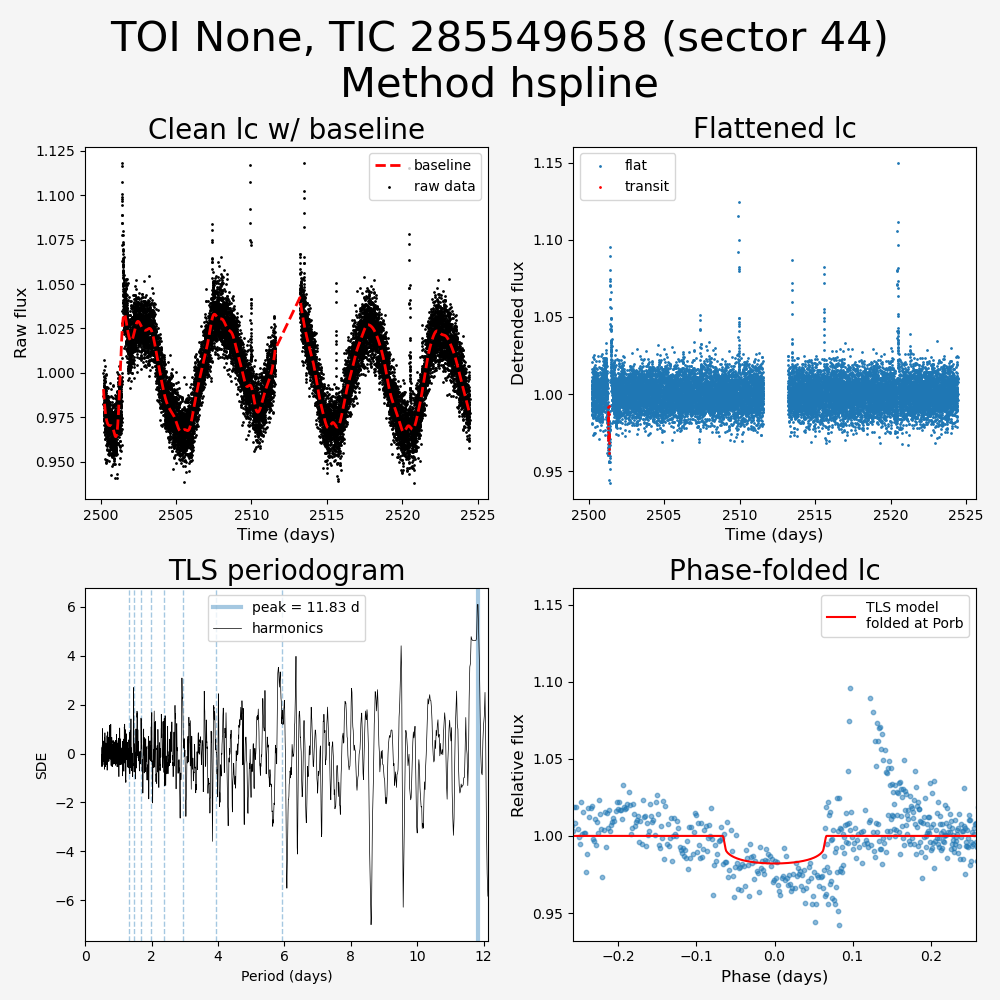 TOI None, TIC 285549658 (sector 44)
Method hspline
Clean lc w/ baseline
Raw flux
1.125
1.100
1.075
1.050
1.025
1.000
0.975
0.950
baseline
raw data
2500
2505
2510
2515
2520
2525
Time (days)
Flattened lc
Detrended flux
1.15
1.10
1.05
1.00
0.95
flat
transit
2500
2505
2510
2515
2520
2525
Time (days)
TLS periodogram
SDE
6
4
2
0
−2
−4
−6
peak = 11.83 d
harmonics
0
2
4
6
8
10
12
Period (days)
Phase-folded lc
Relative flux
1.15
1.10
1.05
1.00
0.95
TLS model
folded at Porb
−0.2
−0.1
0.0
0.1
0.2
Phase (days)